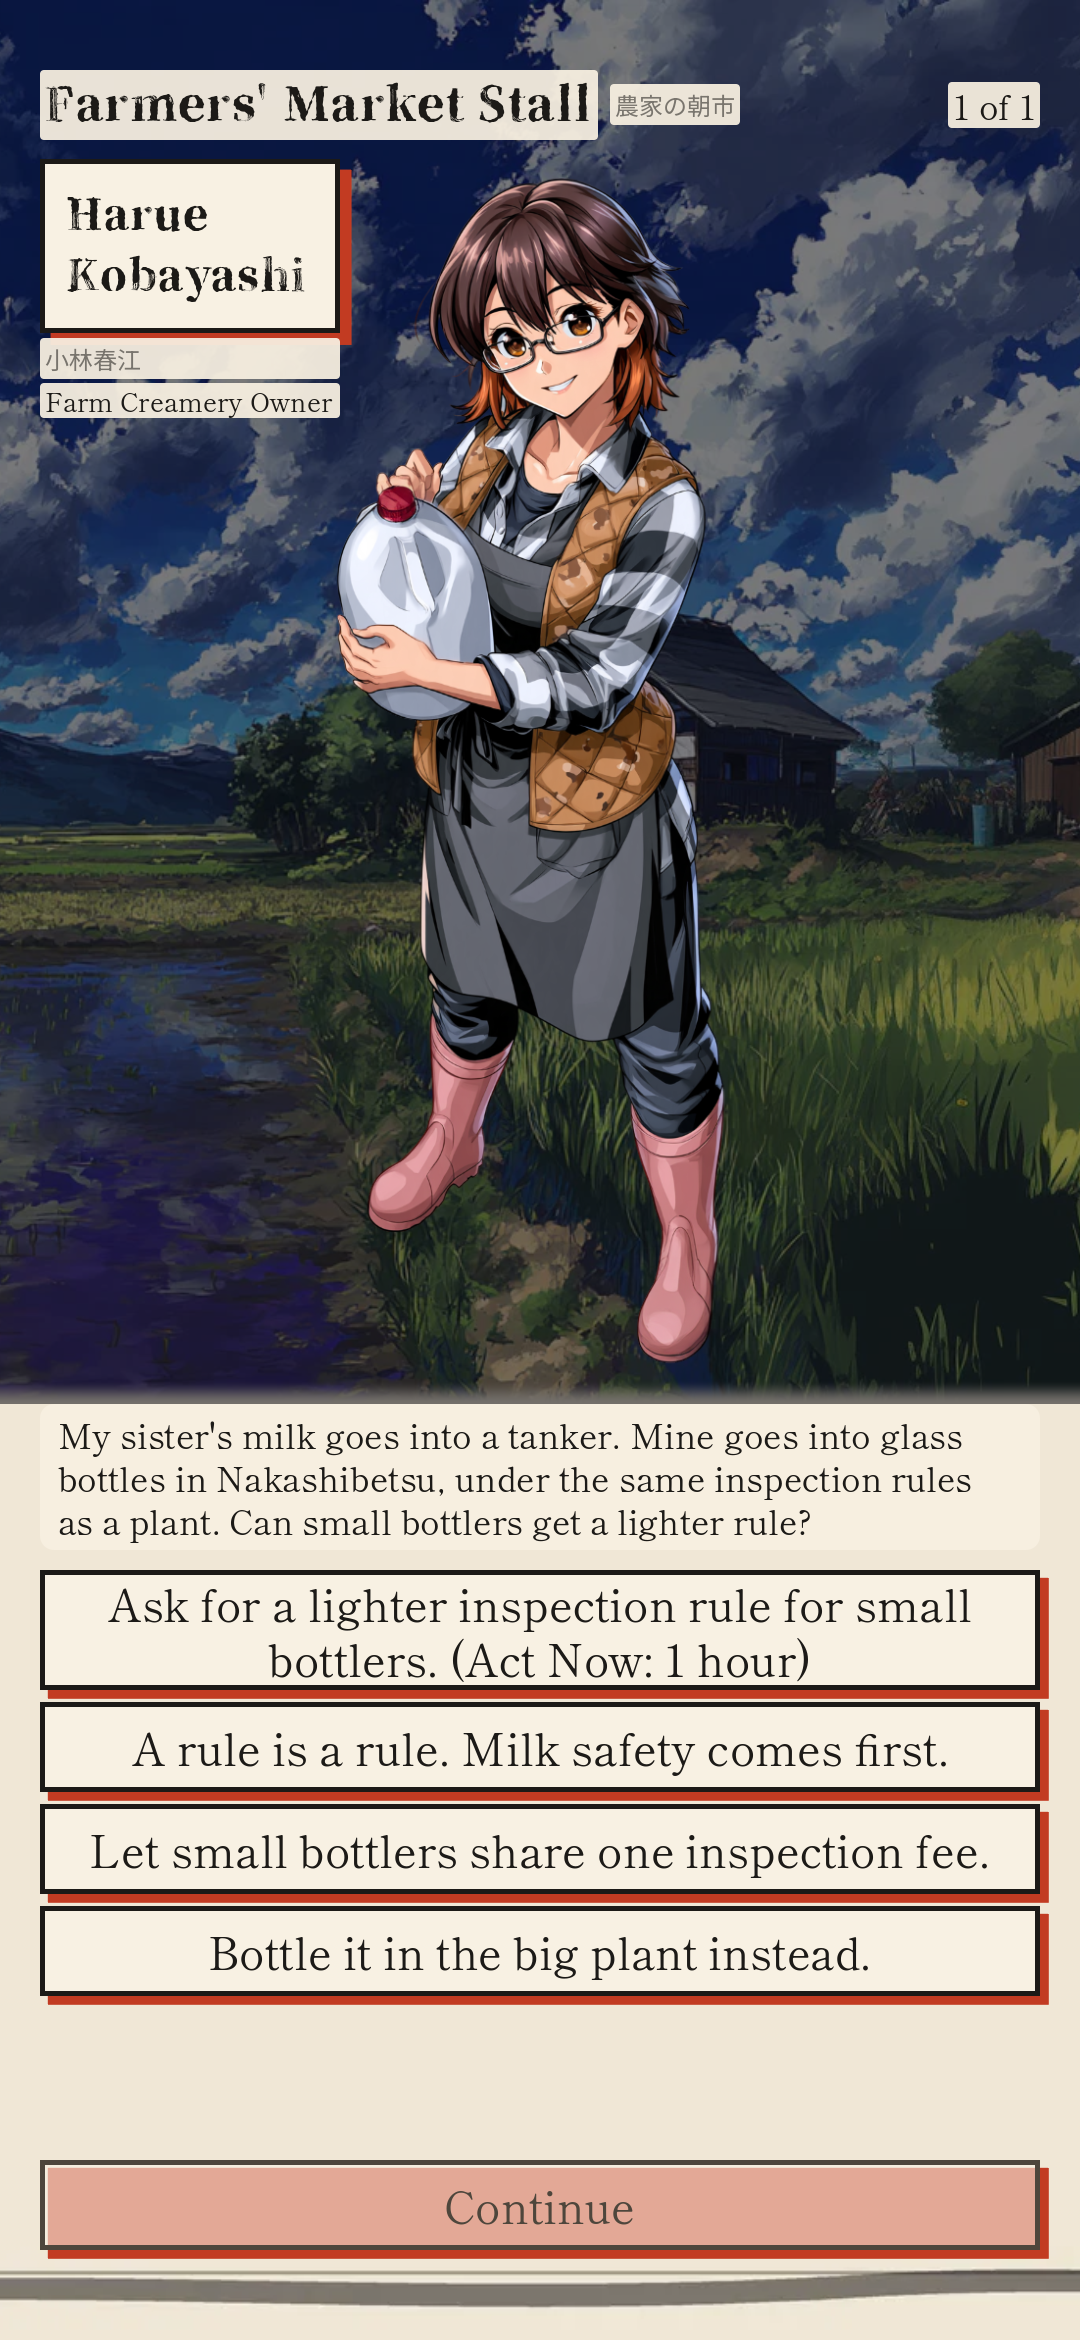 Farmers' Market Stall
農家の朝市
1 of 1
Harue
Kobayashi
小林春江
Farm Creamery Owner
My sister's milk goes into a tanker. Mine goes into glass
bottles in Nakashibetsu, under the same inspection rules
as a plant. Can small bottlers get a lighter rule?
Ask for a lighter inspection rule for small
bottlers. (Act Now: 1 hour)
A rule is a rule. Milk safety comes first.
Let small bottlers share one inspection fee.
Bottle it in the big plant instead.
Continue